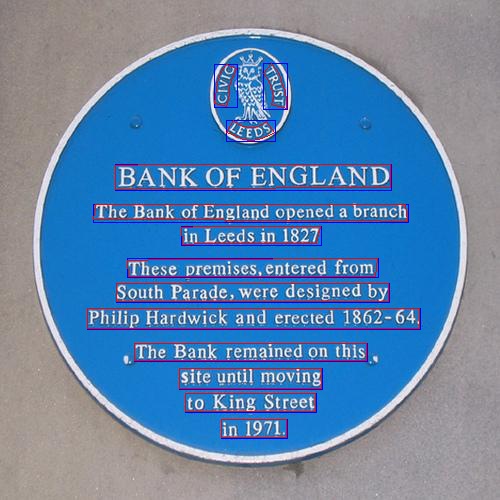 CIVIC TRUST
LEEDS
BANK OF ENGLAND
The Bank of England opened a branch
in Leeds in 1827
These premises, entered from
South Parade, were designed by
Philip Hardwick and erected 1862-64.
The Bank remained on this
site until moving
to King Street
in 1971.